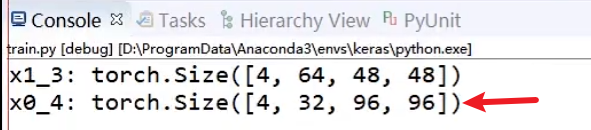 Console Tasks Hierarchy View PyUnit
train.py [debug] [D:\ProgramData\Anaconda3\envs\keras\python.exe]
x1_3: torch.Size([4, 64, 48, 48])
x0_4: torch.Size([4, 32, 96, 96])